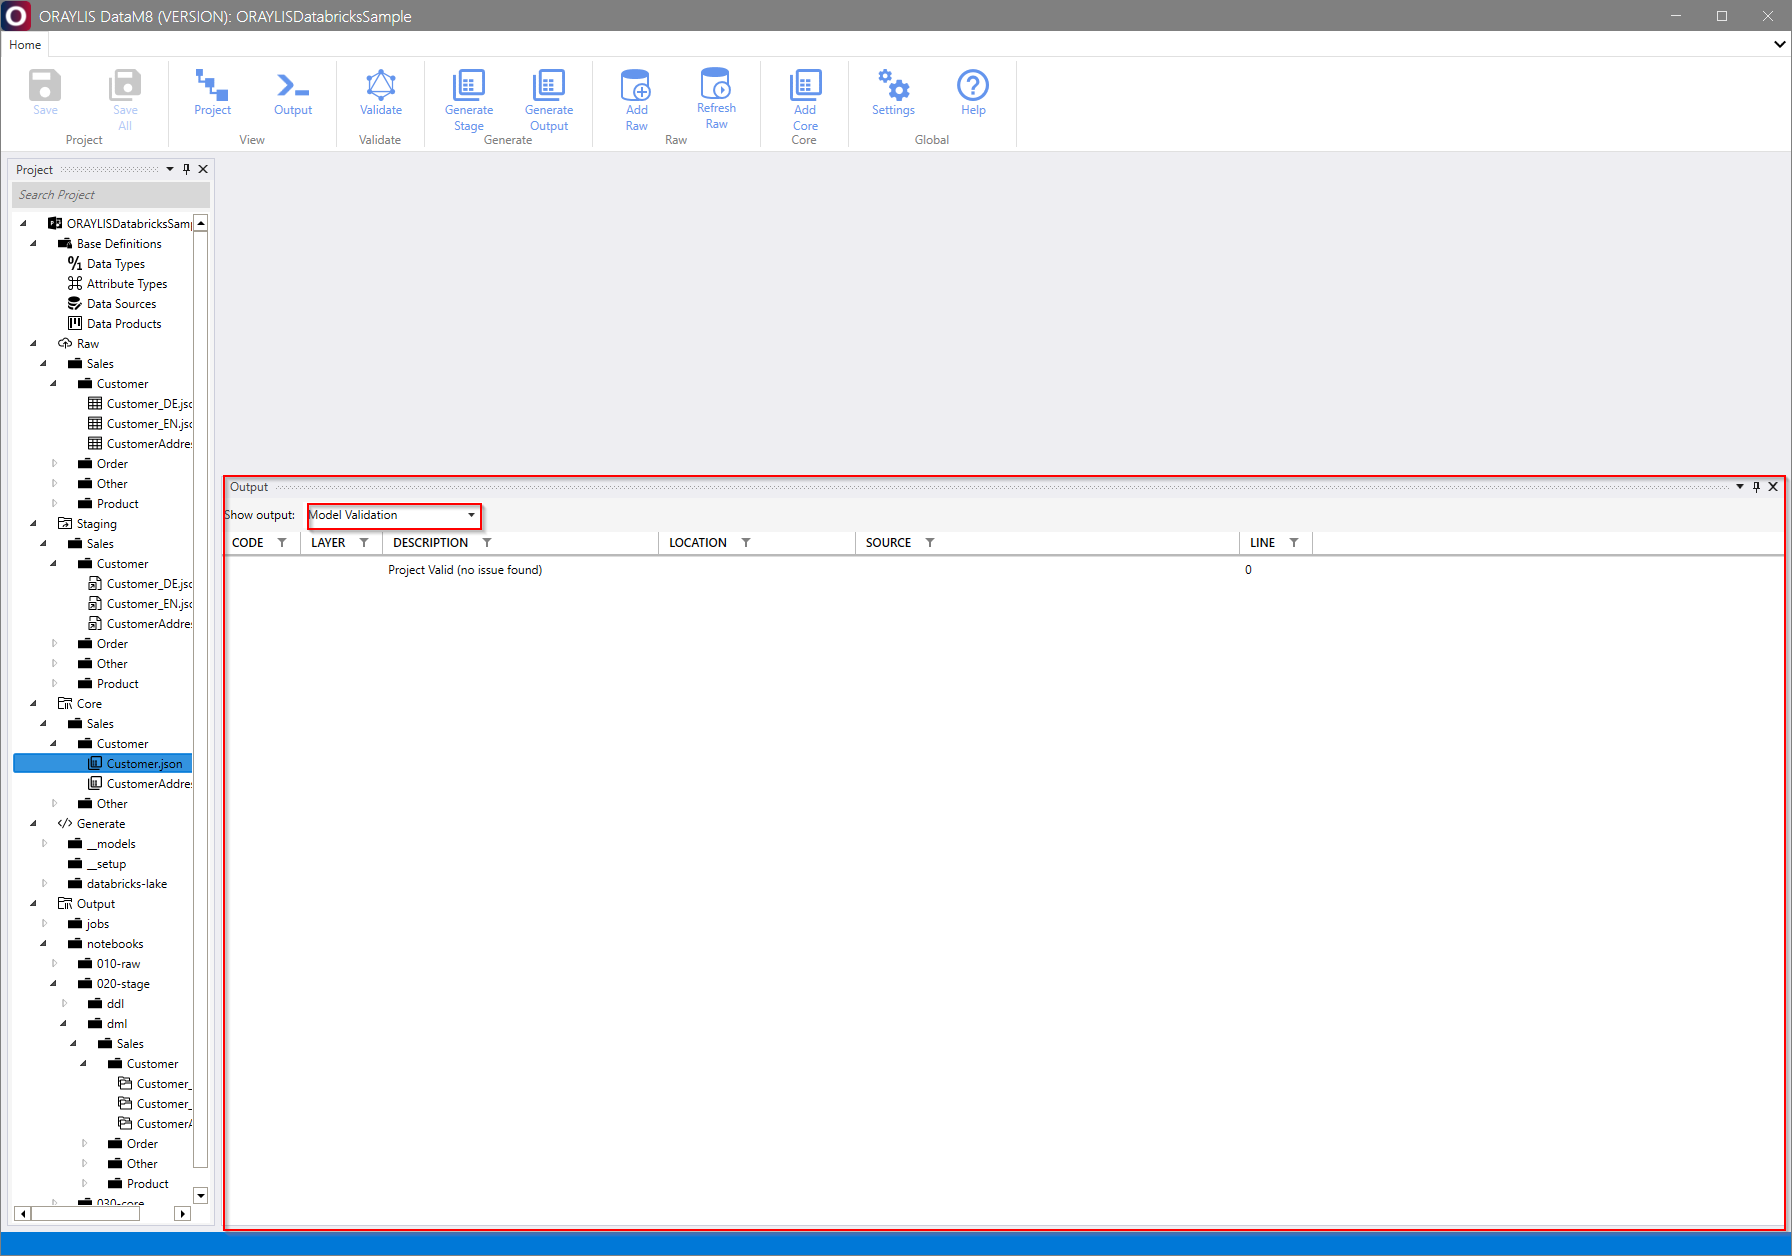 ORAYLIS DataM8 (VERSION): ORAYLISDatabricksSample
Home
Save
Save All
Project
Project
Output
View
Validate
Validate
Generate Stage
Generate Output
Generate
Add Raw
Refresh Raw
Raw
Add Core
Core
Settings
Help
Global
Project
Search Project
ORAYLISDatabricksSamp
Base Definitions
Data Types
Attribute Types
Data Sources
Data Products
Raw
Sales
Customer
Customer_DE.jsc
Customer_EN.jsc
CustomerAddre
Order
Other
Product
Staging
Sales
Customer
Customer_DE.jsc
Customer_EN.jsc
CustomerAddre
Order
Other
Product
Core
Sales
Customer
Customer.json
CustomerAddre
Other
Generate
__models
__setup
databricks-lake
Output
jobs
notebooks
010-raw
020-stage
ddl
dml
Sales
Customer
Customer_
Customer_
CustomerA
Order
Other
Product
030-core
Output
Show output: Model Validation
CODE LAYER DESCRIPTION LOCATION SOURCE LINE
Project Valid (no issue found) 0